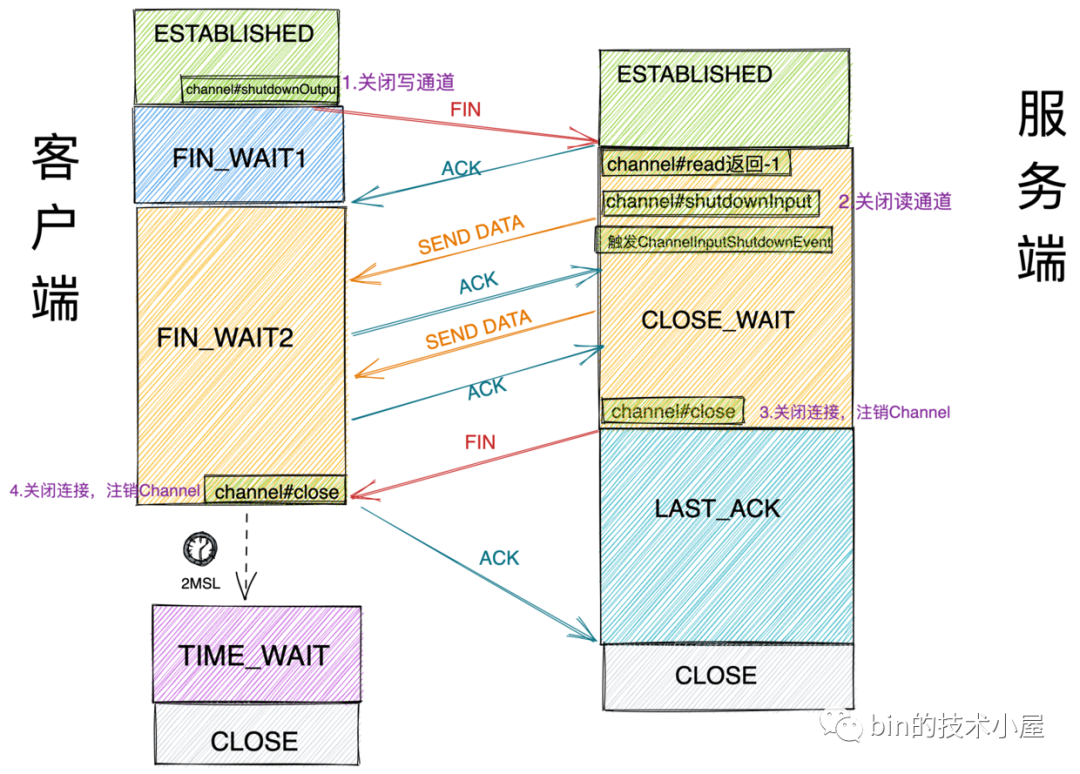 ESTABLISHED
channel#shutdownOutpu
1.关闭写通道
FIN
ESTABLISHED
客户端
服务端
FIN_WAIT1
ACK
channel#read返回-1
channel#shutdownInput
2.关闭读通道
SEND DATA
触发ChannelInputShutdownEvent
ACK
FIN_WAIT2
SEND DATA
CLOSE_WAIT
ACK
channel#close
3.关闭连接，注销Channel
FIN
4.关闭连接，注销Channel
channel#close
LAST_ACK
2MSL
ACK
TIME_WAIT
CLOSE
CLOSE
bin的技术小屋